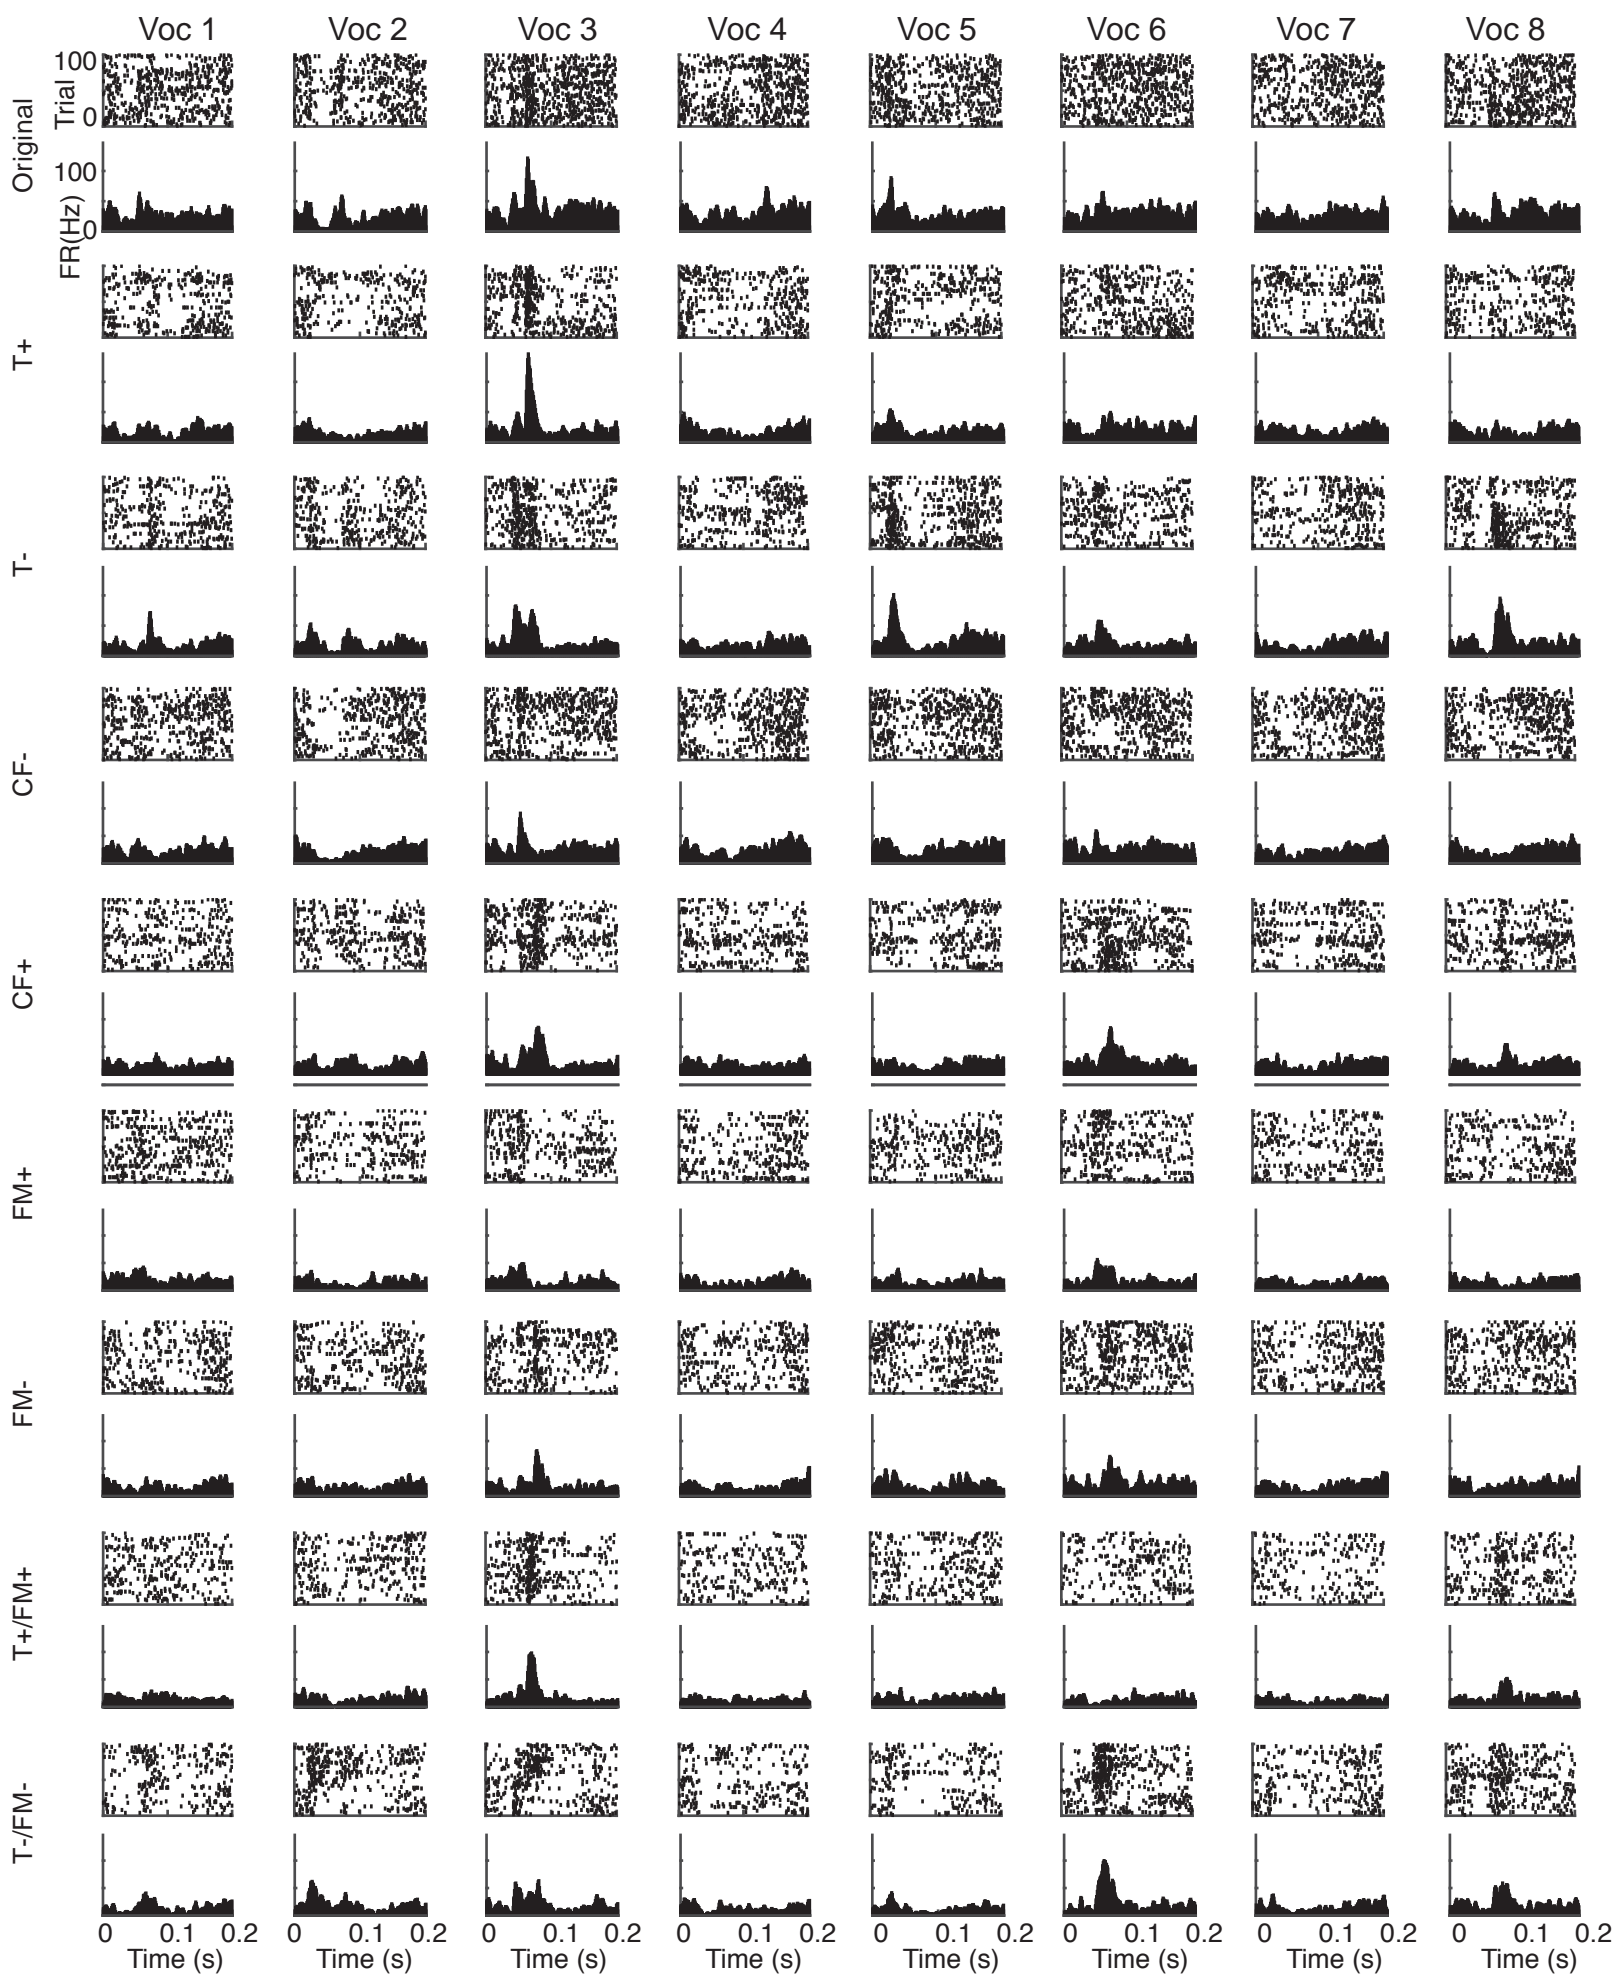 Voc 1 Voc 2 Voc 3 Voc 4 Voc 5 Voc 6 Voc 7 Voc 8
Original
Trial
100
0
FR(Hz)
100
0
T+
T-
CF-
CF+
FM+
FM-
T+/FM+
T-/FM-
0 0.1 0.2 0 0.1 0.2 0 0.1 0.2 0 0.1 0.2 0 0.1 0.2 0 0.1 0.2 0 0.1 0.2 0 0.1 0.2
Time (s) Time (s) Time (s) Time (s) Time (s) Time (s) Time (s) Time (s)